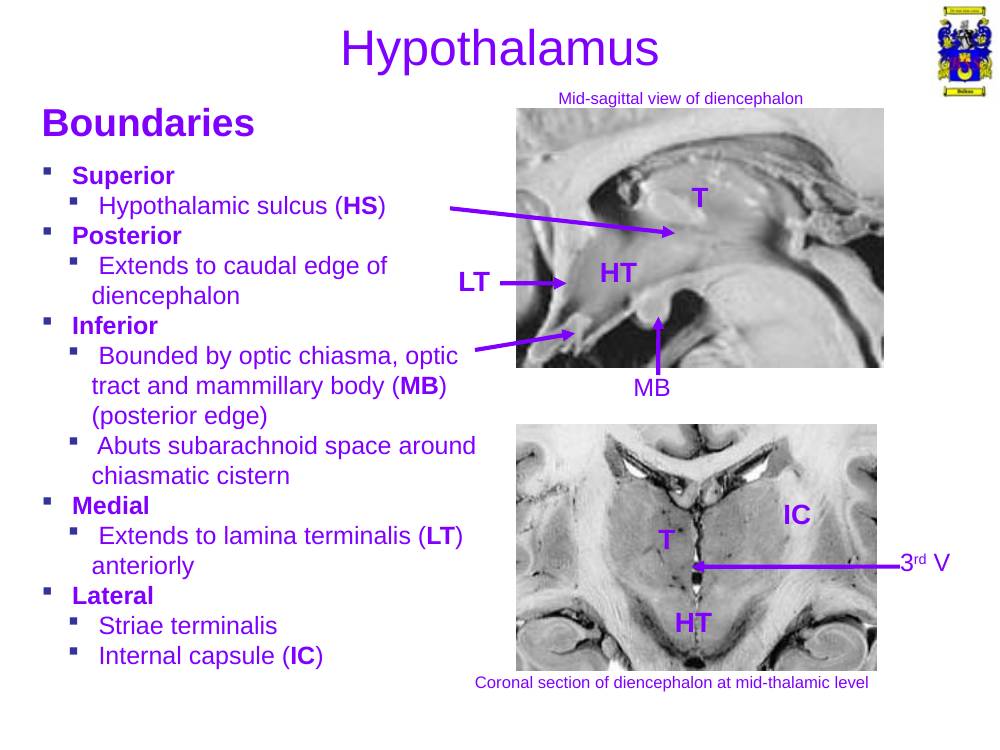 Hypothalamus
Mid-sagittal view of diencephalon
Boundaries
Superior
Hypothalamic sulcus (HS)
Posterior
Extends to caudal edge of
diencephalon
Inferior
Bounded by optic chiasma, optic
tract and mammillary body (MB)
(posterior edge)
Abuts subarachnoid space around
chiasmatic cistern
Medial
Extends to lamina terminalis (LT)
anteriorly
Lateral
Striae terminalis
Internal capsule (IC)
T
HT
LT
MB
IC
T
3rd V
HT
Coronal section of diencephalon at mid-thalamic level